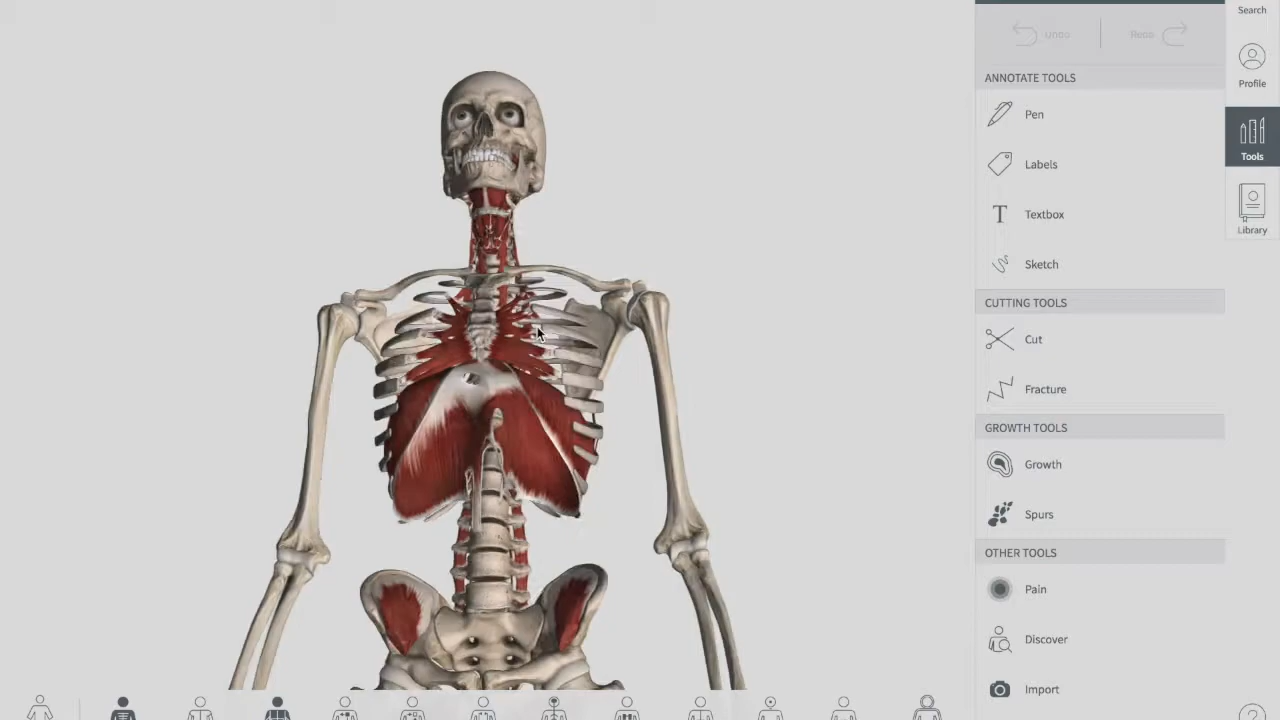 Search
Undo
Redo
Profile
ANNOTATE TOOLS
Pen
Labels
Textbox
Sketch
Tools
Library
CUTTING TOOLS
Cut
Fracture
GROWTH TOOLS
Growth
Spurs
OTHER TOOLS
Pain
Discover
Import
?